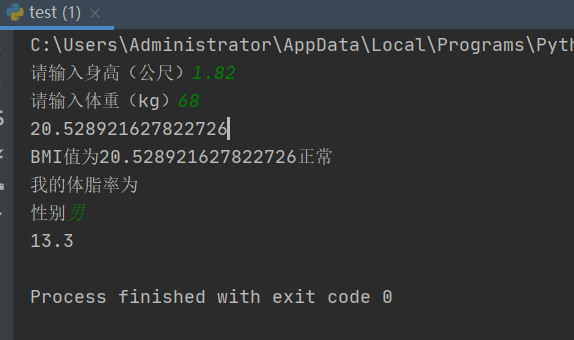 test (1)
C:\Users\Administrator\AppData\Local\Programs\Pyth
请输入身高（公尺）1.82
请输入体重（kg）68
20.528921627822726
BMI值为20.528921627822726正常
我的体脂率为
性别男
13.3
Process finished with exit code 0